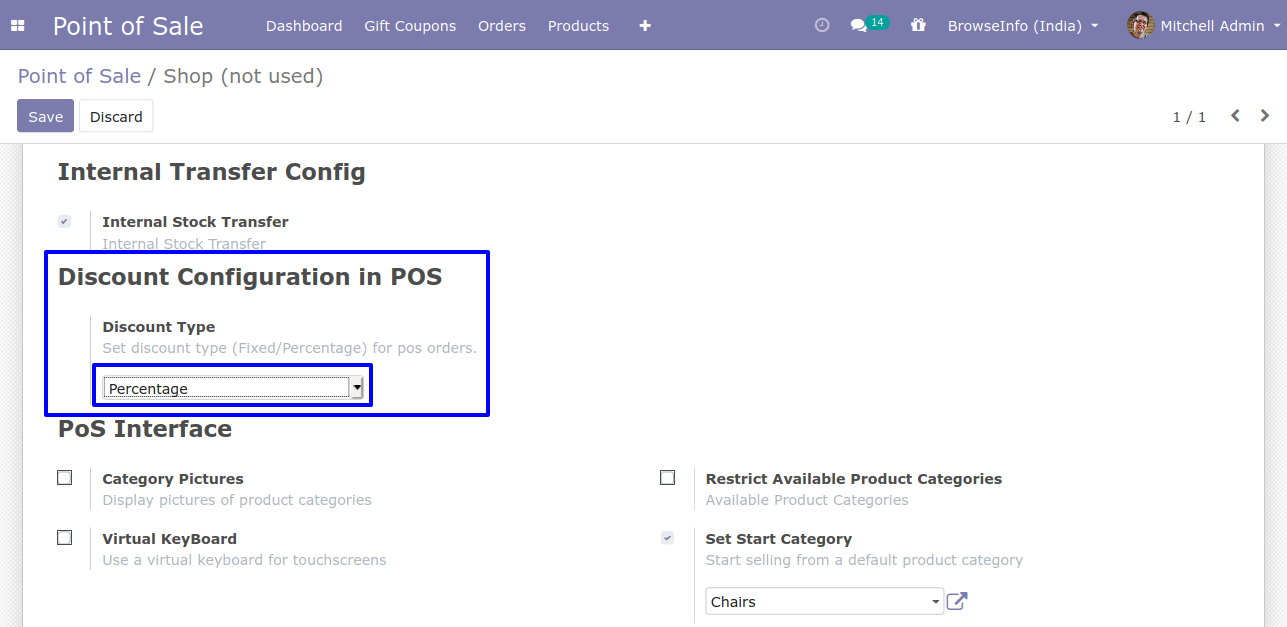 Point of Sale Dashboard Gift Coupons Orders Products + 14 BrowseInfo (India) Mitchell Admin
Point of Sale / Shop (not used)
Save Discard 1 / 1
Internal Transfer Config
Internal Stock Transfer
Internal Stock Transfer
Discount Configuration in POS
Discount Type
Set discount type (Fixed/Percentage) for pos orders.
Percentage
PoS Interface
Category Pictures Restrict Available Product Categories
Display pictures of product categories Available Product Categories
Virtual KeyBoard Set Start Category
Use a virtual keyboard for touchscreens Start selling from a default product category
Chairs